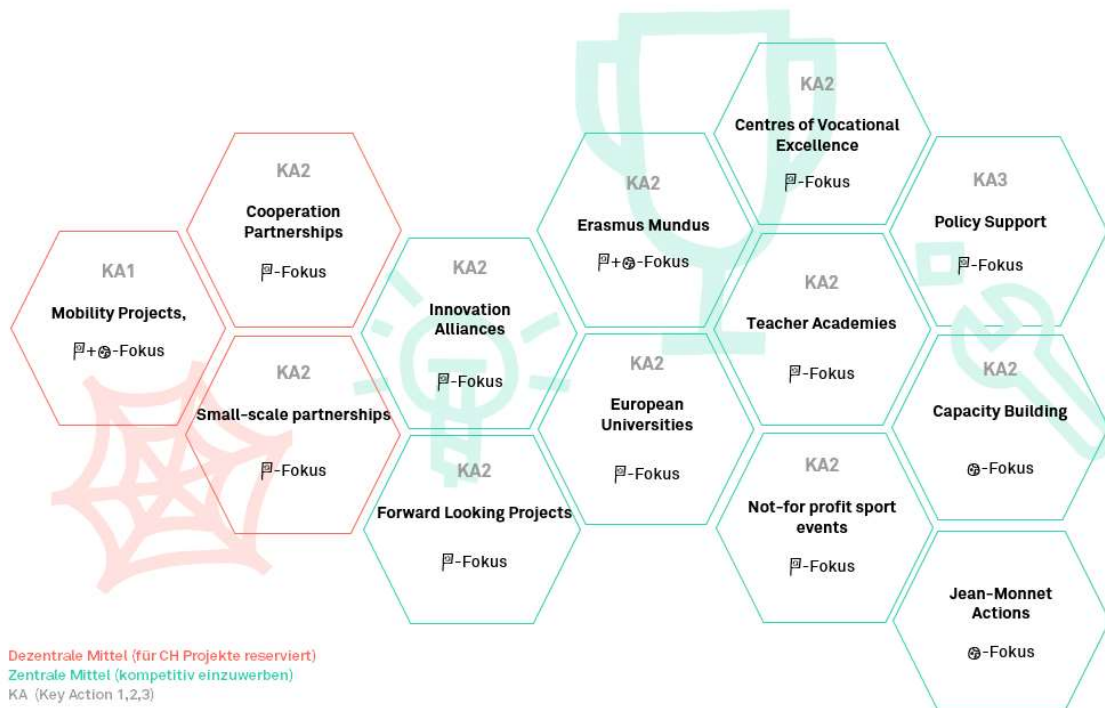 KA1
Mobility Projects,
+-Fokus
KA2
Cooperation
Partnerships
-Fokus
KA2
Small-scale partnerships
-Fokus
KA2
Innovation
Alliances
-Fokus
KA2
Forward Looking Projects
-Fokus
KA2
Erasmus Mundus
+-Fokus
KA2
European
Universities
-Fokus
KA2
Centres of Vocational
Excellence
-Fokus
KA2
Teacher Academies
-Fokus
KA2
Not-for profit sport
events
-Fokus
KA3
Policy Support
-Fokus
KA2
Capacity Building
-Fokus
Jean-Monnet
Actions
-Fokus
Dezentrale Mittel (für CH Projekte reserviert)
Zentrale Mittel (kompetitiv einzuwerben)
KA (Key Action 1,2,3)